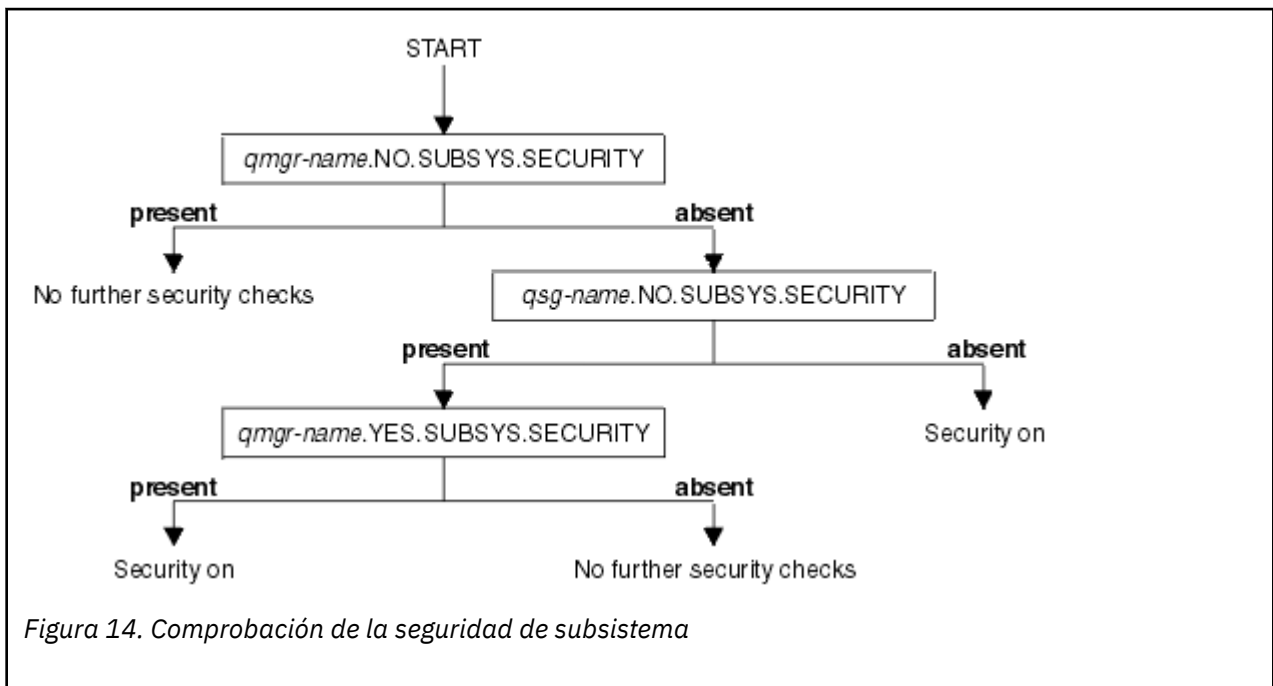 START
qmgr-name.NO.SUBSYS.SECURITY
present absent
No further security checks
qsg-name.NO.SUBSYS.SECURITY
present absent
qmgr-name.YES.SUBSYS.SECURITY
Security on
present absent
Security on
No further security checks
Figura 14. Comprobación de la seguridad de subsistema